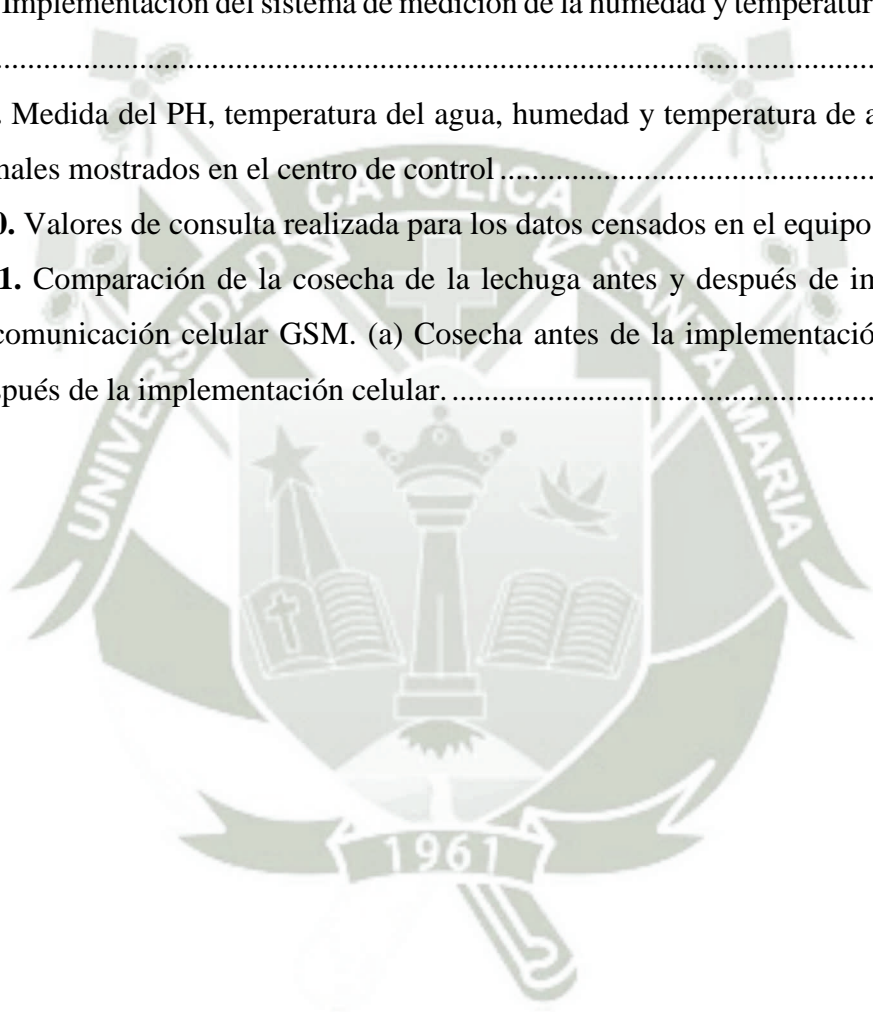 Implementación del sistema de medición de la humedad y temperatur
....................................................................................................
. Medida del PH, temperatura del agua, humedad y temperatura de a
nales mostrados en el centro de control ..................................................
0. Valores de consulta realizada para los datos censados en el equipo
1. Comparación de la cosecha de la lechuga antes y después de in
comunicación celular GSM. (a) Cosecha antes de la implementació
spués de la implementación celular. ......................................................
UNIVERSIDAD CATOLICA SANTA MARIA
1961